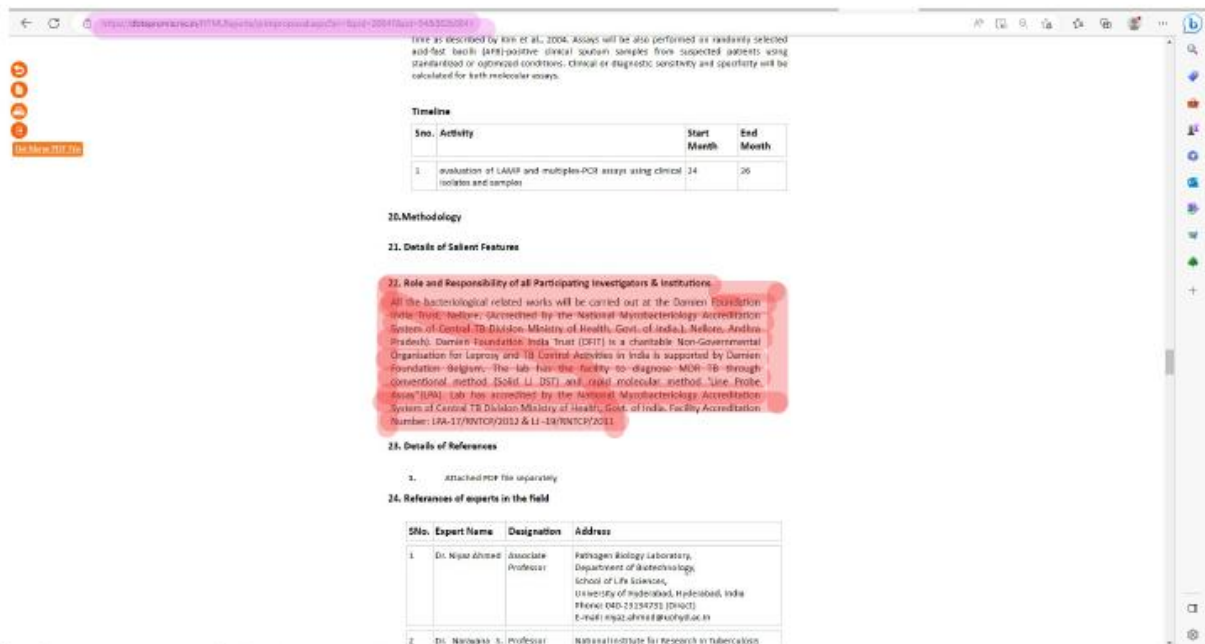 time as described by Kim et al., 2004. Assays will be also performed on randomly selected
acid-fast bacilli (AFB)-positive clinical sputum samples from suspected patients using
standardized or optimized conditions. Clinical or diagnostic sensitivity and specificity will be
calculated for both molecular assays.
Timeline
Sno. Activity Start Month End Month
1 evaluation of LAMP and multiplex-PCR assays using clinical 24 26
isolates and samples
20.Methodology
21. Details of Salient Features
22. Role and Responsibility of all Participating Investigators & Institutions
All the bacteriological related works will be carried out at the Damien Foundation
India Trust, Nellore, (Accredited by the National Mycobacteriology Accreditation
System of Central TB Division Ministry of Health, Govt. of India.), Nellore, Andhra
Pradesh). Damien Foundation India Trust (DFIT) is a charitable Non-Governmental
Organisation for Leprosy and TB Control Activities in India is supported by Damien
Foundation Belgium. The lab has the facility to diagnose MDR TB through
conventional method (Solid LJ DST) and rapid molecular method "Line Probe
Assay"(LPA). Lab has accredited by the National Mycobacteriology Accreditation
System of Central TB Division Ministry of Health, Govt. of India. Facility Accreditation
Number: LPA-17/RNTCP/2012 & LJ -19/RNTCP/2011
23. Details of References
1. Attached PDF file separately
24. Referances of experts in the field
SNo. Expert Name Designation Address
1 Dr. Niyaz Ahmed Associate Professor Pathogen Biology Laboratory,
Department of Biotechnology,
School of Life Sciences,
University of Hyderabad, Hyderabad, India
Phone: 040-23134731 (Direct)
E-mail: niyaz.ahmed@uohyd.ac.in
2 Dr. Narayana S. Professor National Institute for Research in Tuberculosis